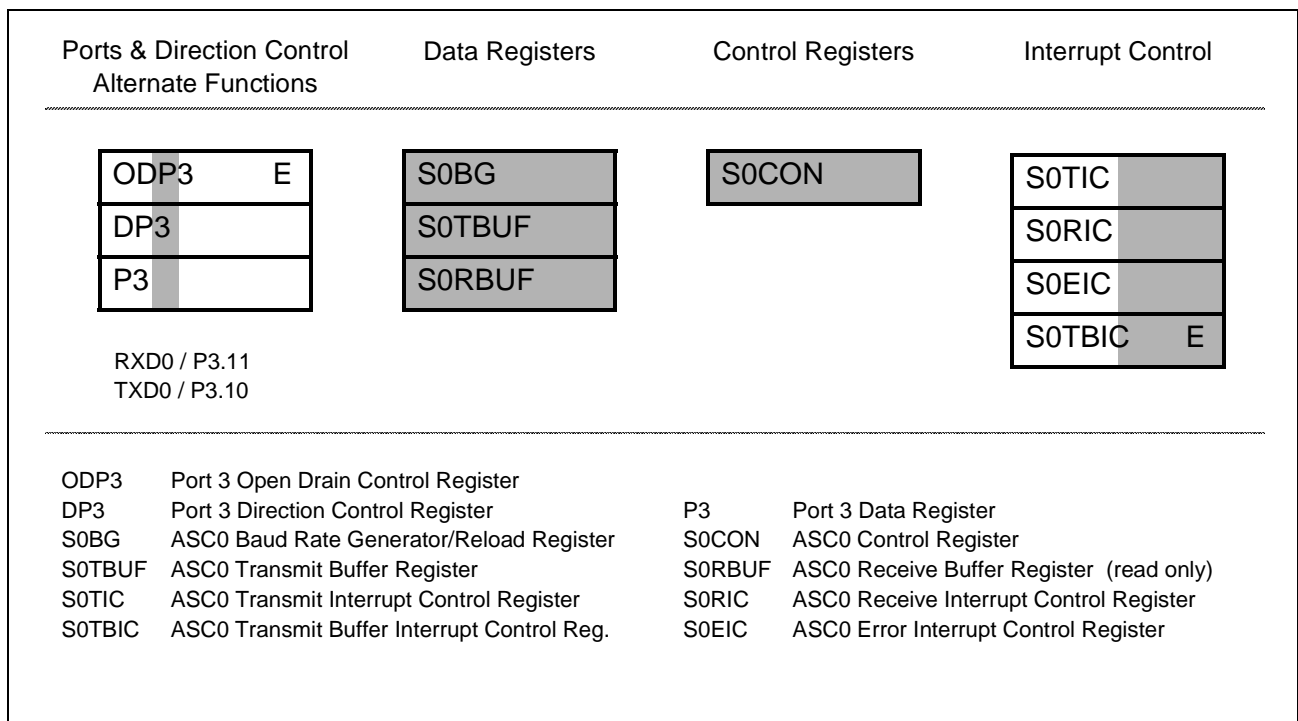 Ports & Direction Control
Alternate Functions
Data Registers
Control Registers
Interrupt Control
ODP3 E
DP3
P3
RXD0 / P3.11
TXD0 / P3.10
S0BG
S0TBUF
S0RBUF
S0CON
S0TIC
S0RIC
S0EIC
S0TBIC E
ODP3 Port 3 Open Drain Control Register
DP3 Port 3 Direction Control Register
S0BG ASC0 Baud Rate Generator/Reload Register
S0TBUF ASC0 Transmit Buffer Register
S0TIC ASC0 Transmit Interrupt Control Register
S0TBIC ASC0 Transmit Buffer Interrupt Control Reg.
P3 Port 3 Data Register
S0CON ASC0 Control Register
S0RBUF ASC0 Receive Buffer Register (read only)
S0RIC ASC0 Receive Interrupt Control Register
S0EIC ASC0 Error Interrupt Control Register